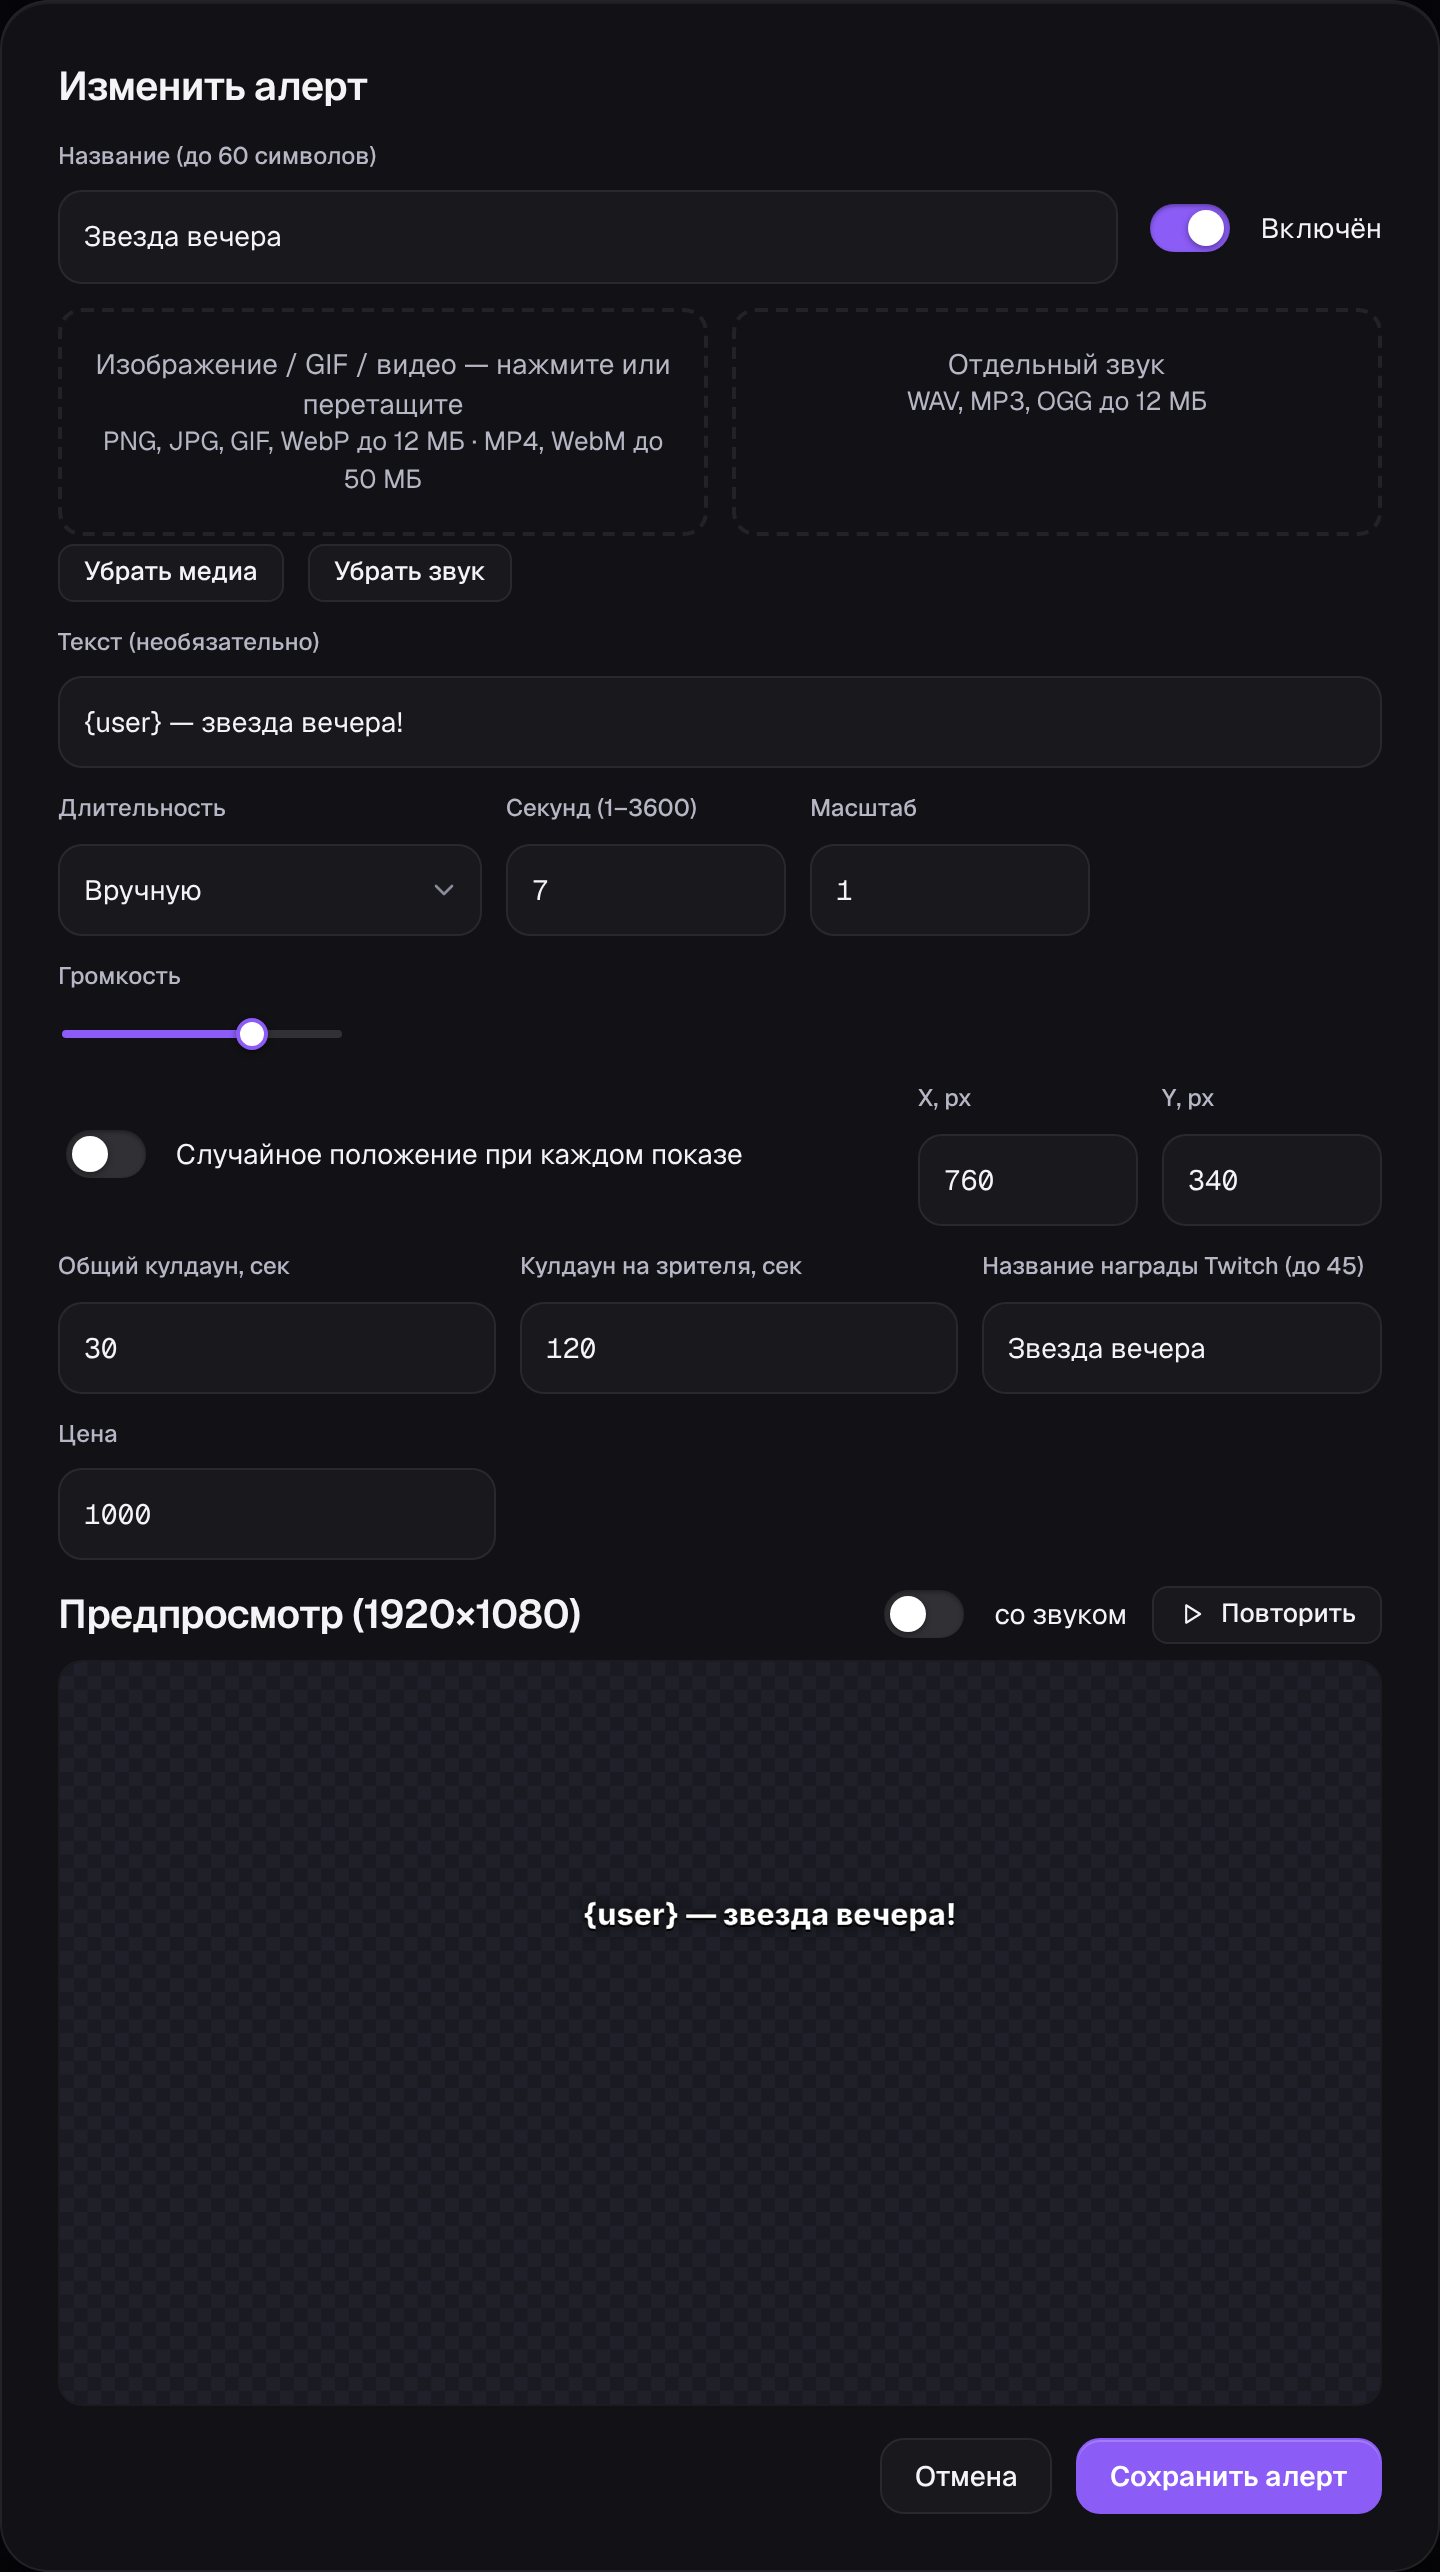 Изменить алерт
Название (до 60 символов)
Звезда вечера
Включён
Изображение / GIF / видео — нажмите или
перетащите
PNG, JPG, GIF, WebP до 12 МБ · MP4, WebM до
50 МБ
Отдельный звук
WAV, MP3, OGG до 12 МБ
Убрать медиа
Убрать звук
Текст (необязательно)
{user} — звезда вечера!
Длительность
Секунд (1–3600)
Масштаб
Вручную
7
1
Громкость
Случайное положение при каждом показе
X, px
Y, px
760
340
Общий кулдаун, сек
Кулдаун на зрителя, сек
Название награды Twitch (до 45)
30
120
Звезда вечера
Цена
1000
Предпросмотр (1920×1080)
со звуком
Повторить
{user} — звезда вечера!
Отмена
Сохранить алерт